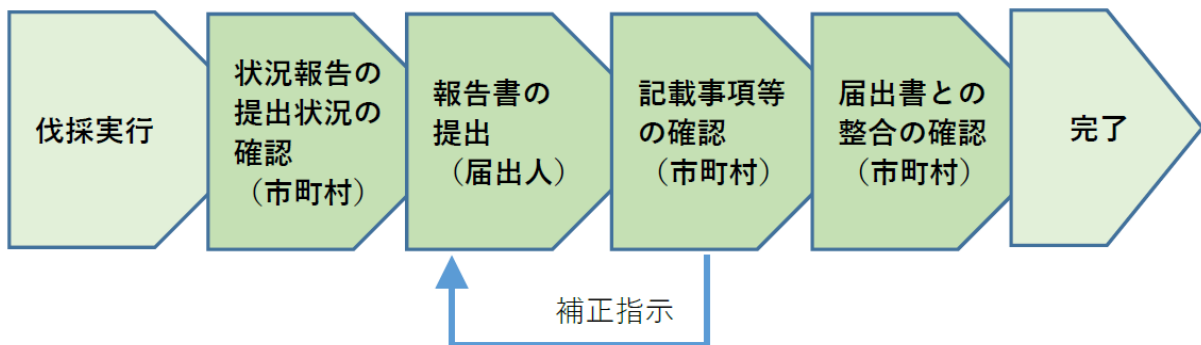 伐採実行
状況報告の
提出状況の
確認
（市町村）
報告書の
提出
（届出人）
記載事項等
の確認
（市町村）
届出書との
整合の確認
（市町村）
完了
補正指示